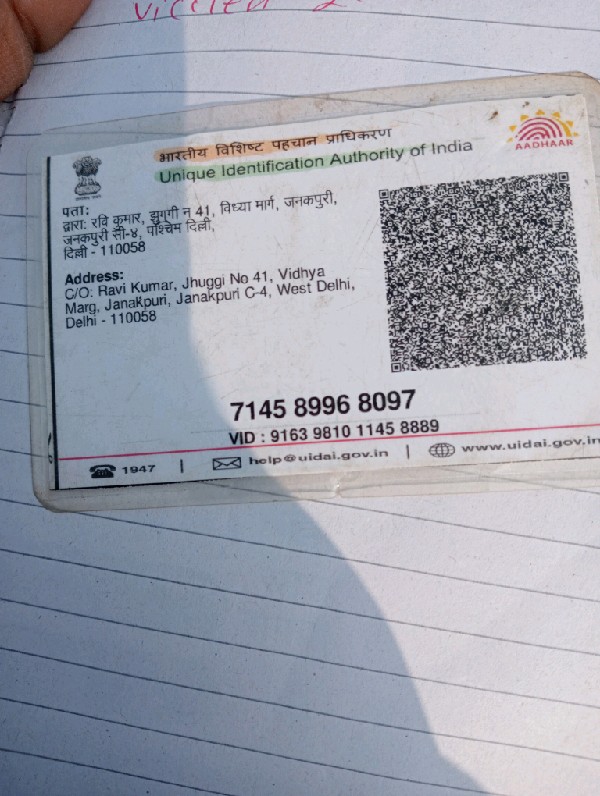 भारतीय विशिष्ट पहचान प्राधिकरण
Unique Identification Authority of India
AADHAAR
पता:
द्वारा: रवि कुमार, झुग्गी न 41, विध्या मार्ग, जनकपुरी,
जनकपुरी सी-४, पश्चिम दिल्ली,
दिल्ली - 110058
Address:
C/O: Ravi Kumar, Jhuggi No 41, Vidhya
Marg, Janakpuri, Janakpuri C-4, West Delhi,
Delhi - 110058
7145 8996 8097
VID : 9163 9810 1145 8889
1947 | help@uidai.gov.in | www.uidai.gov.in